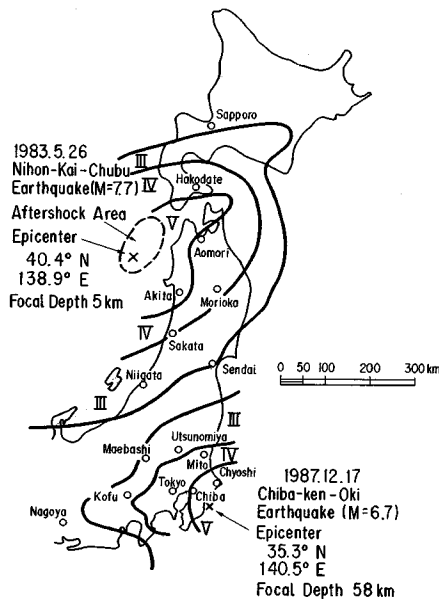 Sapporo
1983.5.26
Nihon-Kai-Chubu
Earthquake(M=7.7)
III
IV
Hakodate
V
Aftershock Area
Epicenter
40.4° N
138.9° E
Focal Depth 5 km
Aomori
Akita
Morioka
IV
Sakata
Sendai
0 50 100 200 300 km
Niigata
III
III
Utsunomiya
Maebashi
IV
Mito
Chyoshi
Tokyo
Chiba
Kofu
Nagoya
V
1987.12.17
Chiba-ken-Oki
Earthquake (M=6.7)
Epicenter
35.3° N
140.5° E
Focal Depth 58 km